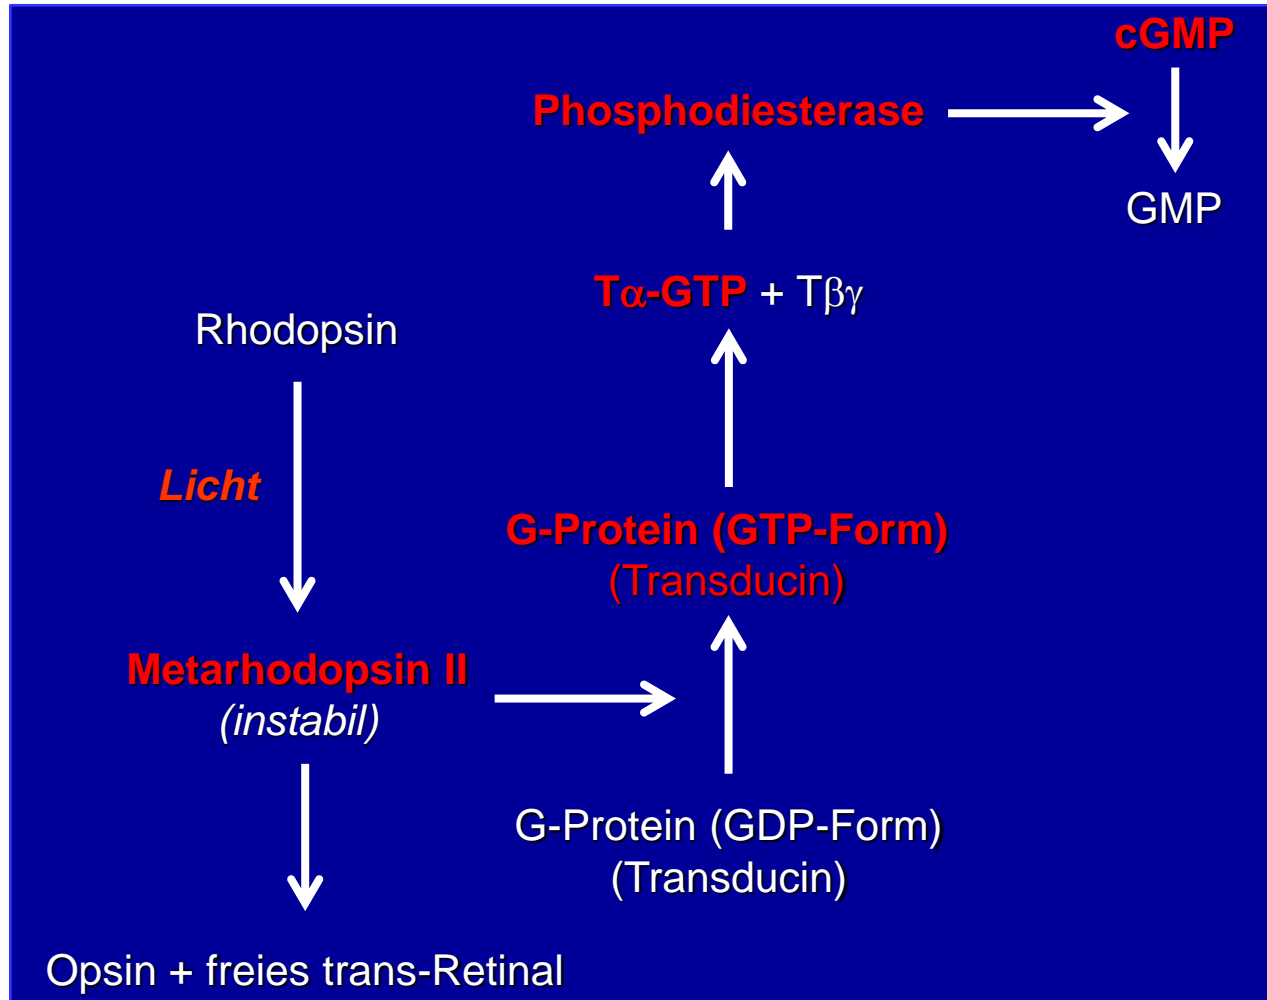 cGMP
Phosphodiesterase
GMP
Tα-GTP + Tβγ
Rhodopsin
Licht
G-Protein (GTP-Form)
(Transducin)
Metarhodopsin II
(instabil)
G-Protein (GDP-Form)
(Transducin)
Opsin + freies trans-Retinal